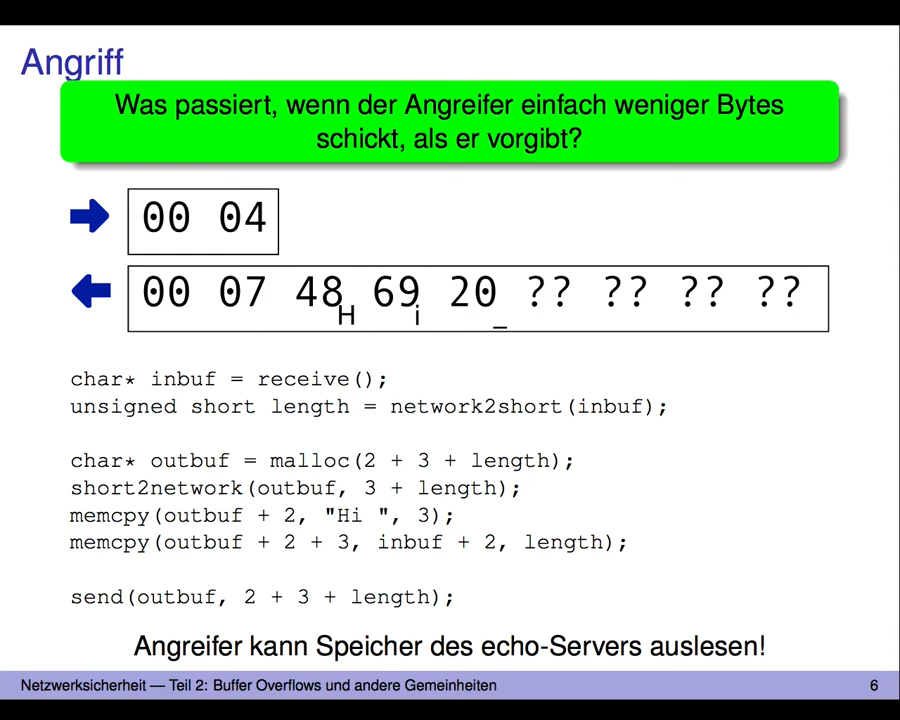 Angriff
Was passiert, wenn der Angreifer einfach weniger Bytes
schickt, als er vorgibt?
00 04
00 07 48 69 20 ?? ?? ?? ??
H i _
char* inbuf = receive();
unsigned short length = network2short(inbuf);
char* outbuf = malloc(2 + 3 + length);
short2network(outbuf, 3 + length);
memcpy(outbuf + 2, "Hi ", 3);
memcpy(outbuf + 2 + 3, inbuf + 2, length);
send(outbuf, 2 + 3 + length);
Angreifer kann Speicher des echo-Servers auslesen!
Netzwerksicherheit — Teil 2: Buffer Overflows und andere Gemeinheiten 6